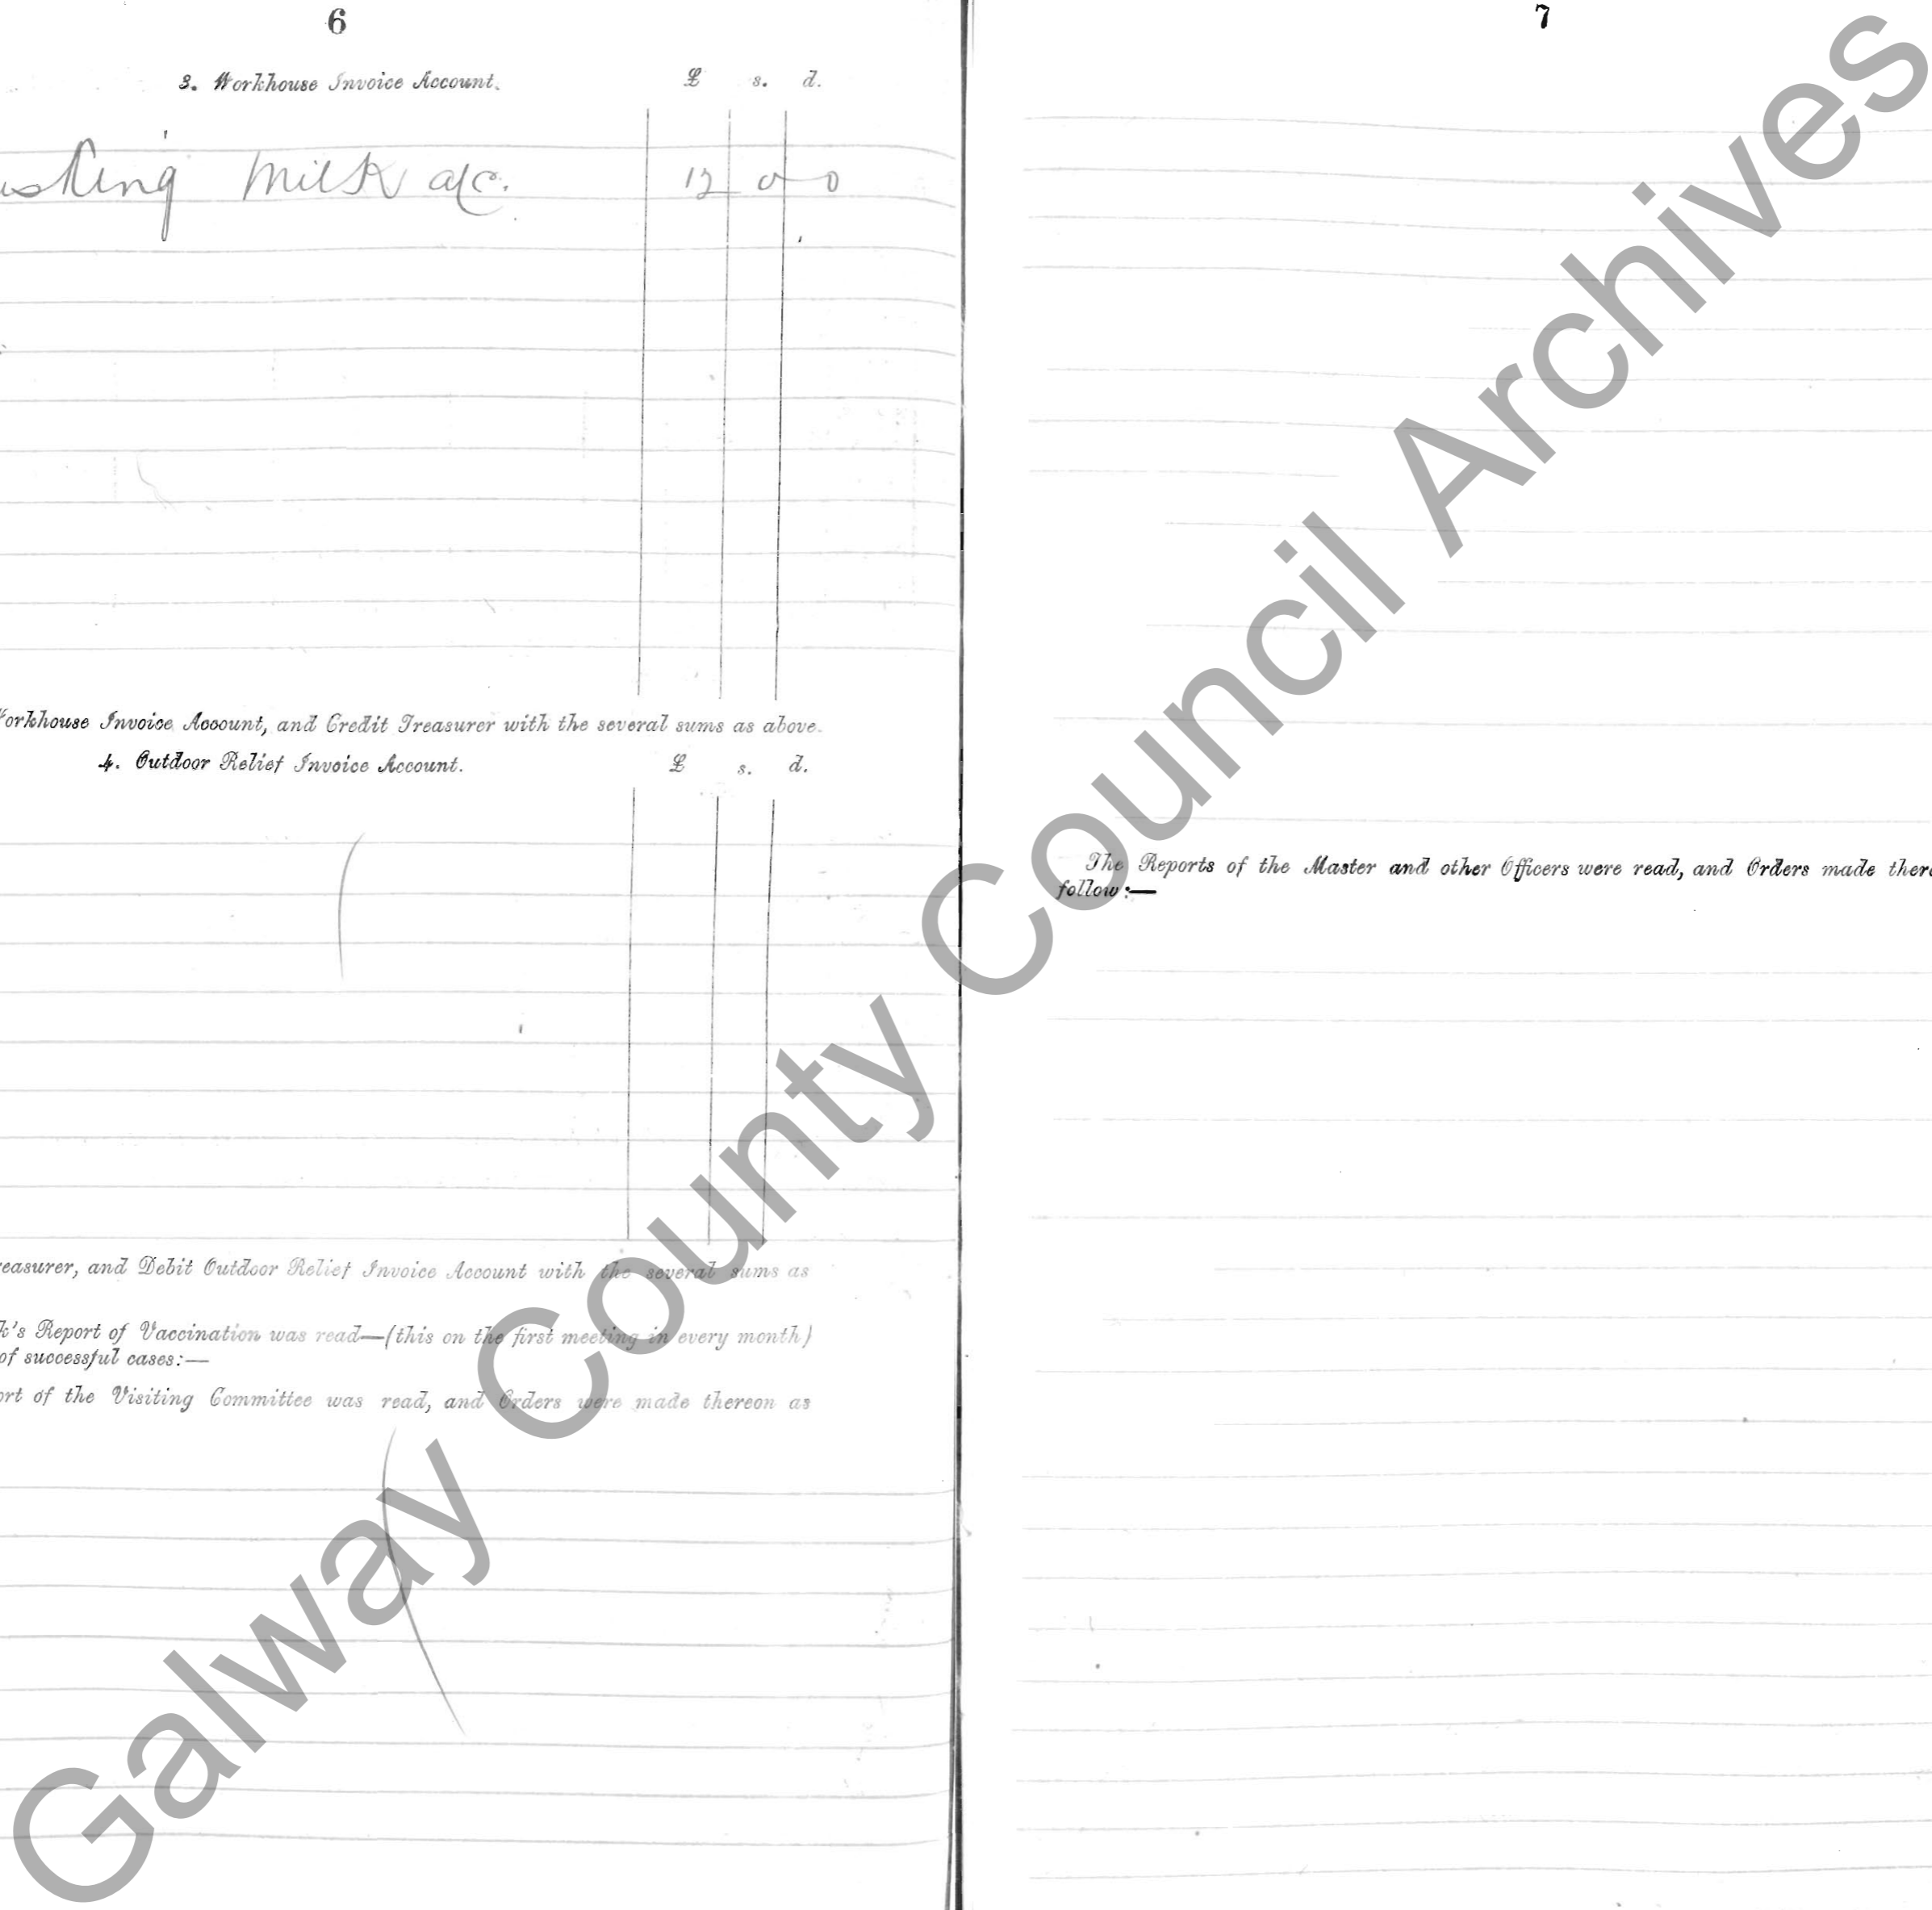 6
3. Workhouse Invoice Account. £ s. d.
Milk a/c. 12 0 0
Workhouse Invoice Account, and Credit Treasurer with the several sums as above.
4. Outdoor Relief Invoice Account. £ s. d.
reasurer, and Debit Outdoor Relief Invoice Account with the several sums as
k's Report of Vaccination was read—(this on the first meeting in every month)
of successful cases:—
ort of the Visiting Committee was read, and Orders were made thereon as
7
The Reports of the Master and other Officers were read, and Orders made there
follow:—
Galway County Council Archives